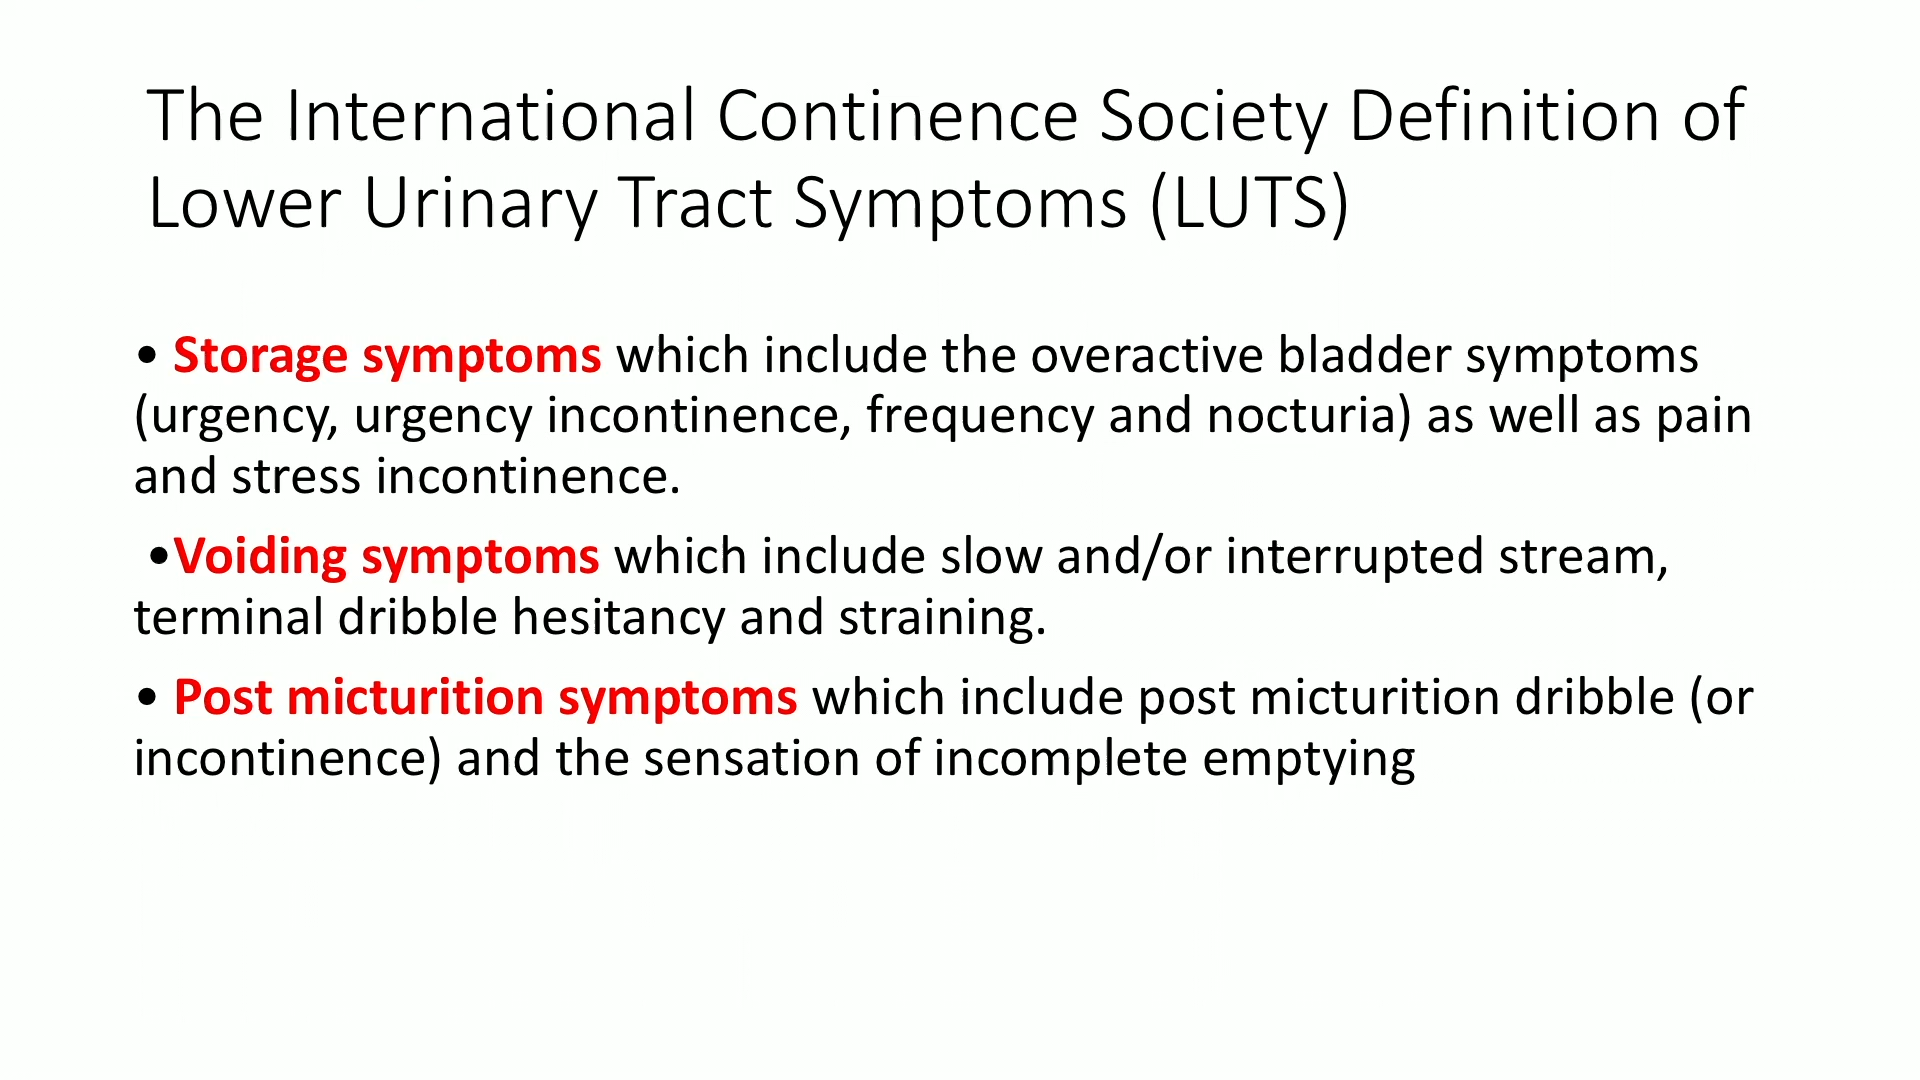 The International Continence Society Definition of
Lower Urinary Tract Symptoms (LUTS)
• Storage symptoms which include the overactive bladder symptoms
(urgency, urgency incontinence, frequency and nocturia) as well as pain
and stress incontinence.
•Voiding symptoms which include slow and/or interrupted stream,
terminal dribble hesitancy and straining.
• Post micturition symptoms which include post micturition dribble (or
incontinence) and the sensation of incomplete emptying